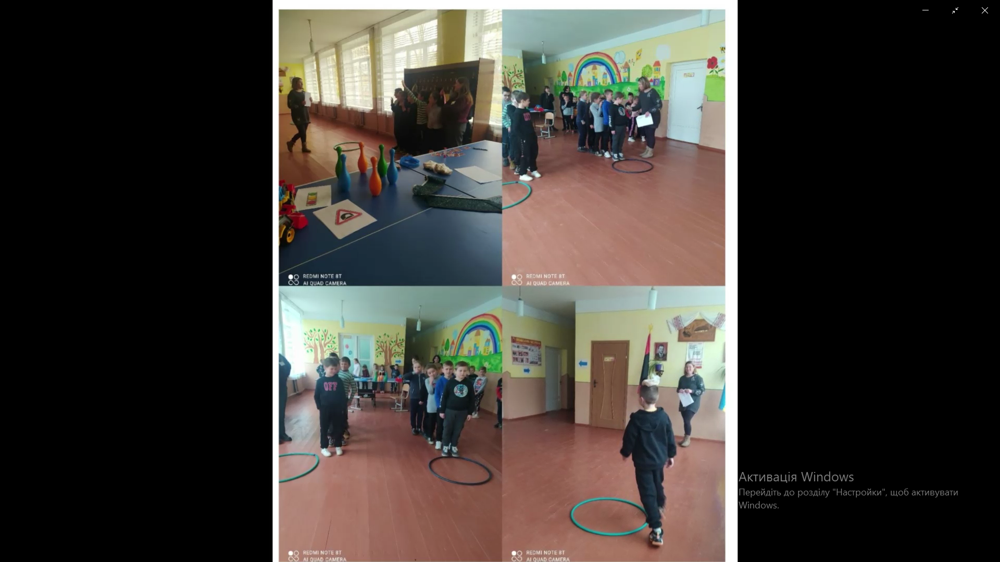 REDMI NOTE 8T
AI QUAD CAMERA
REDMI NOTE 8T
AI QUAD CAMERA
OFF
REDMI NOTE 8T
AI QUAD CAMERA
REDMI NOTE 8T
AI QUAD CAMERA
Активація Windows
Перейдіть до розділу "Настройки", щоб активувати
Windows.